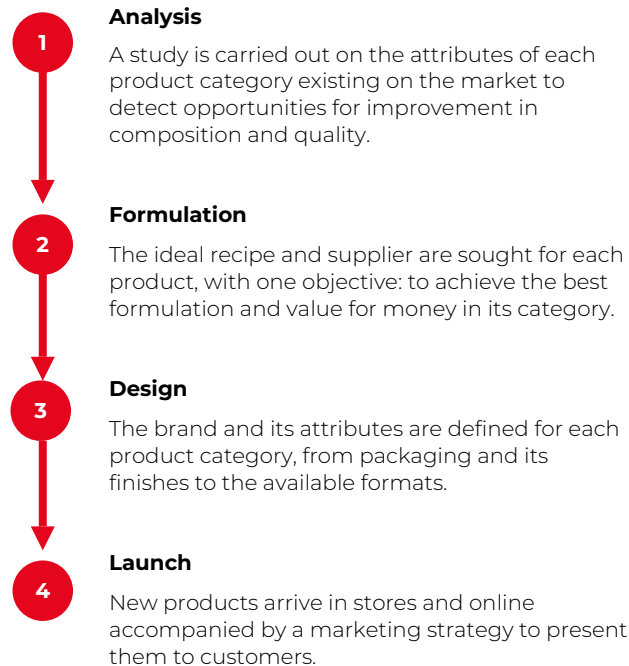 1
Analysis
A study is carried out on the attributes of each
product category existing on the market to
detect opportunities for improvement in
composition and quality.
2
Formulation
The ideal recipe and supplier are sought for each
product, with one objective: to achieve the best
formulation and value for money in its category.
3
Design
The brand and its attributes are defined for each
product category, from packaging and its
finishes to the available formats.
4
Launch
New products arrive in stores and online
accompanied by a marketing strategy to present
them to customers.